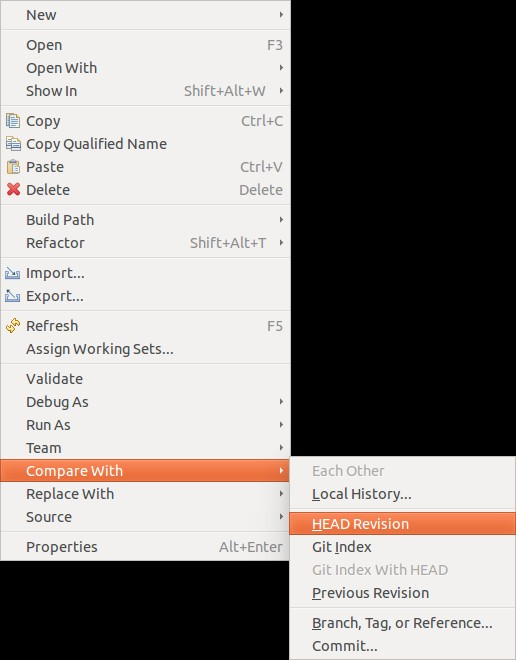 New
Open F3
Open With
Show In Shift+Alt+W
Copy Ctrl+C
Copy Qualified Name
Paste Ctrl+V
Delete Delete
Build Path
Refactor Shift+Alt+T
Import...
Export...
Refresh F5
Assign Working Sets...
Validate
Debug As
Run As
Team
Compare With
Replace With
Source
Properties Alt+Enter
Each Other
Local History...
HEAD Revision
Git Index
Git Index With HEAD
Previous Revision
Branch, Tag, or Reference...
Commit...